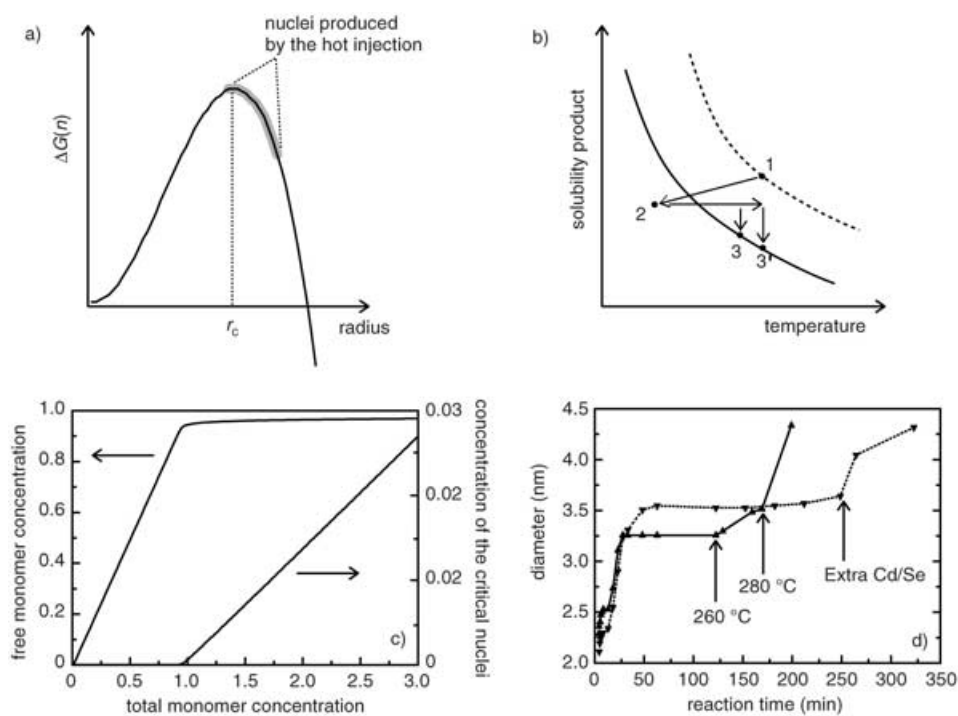 a)
nuclei produced
by the hot injection
ΔG(n)
r_c
radius
b)
solubility product
1
2
3
3'
temperature
free monomer concentration
1.0
0.8
0.6
0.4
0.2
0
0
0.5
1.0
1.5
2.0
2.5
3.0
total monomer concentration
0.03
0.02
0.02
0
concentration of the critical nuclei
c)
diameter (nm)
4.5
4.0
3.5
3.0
2.5
2.0
0
50
100
150
200
250
300
350
reaction time (min)
260 °C
280 °C
Extra Cd/Se
d)